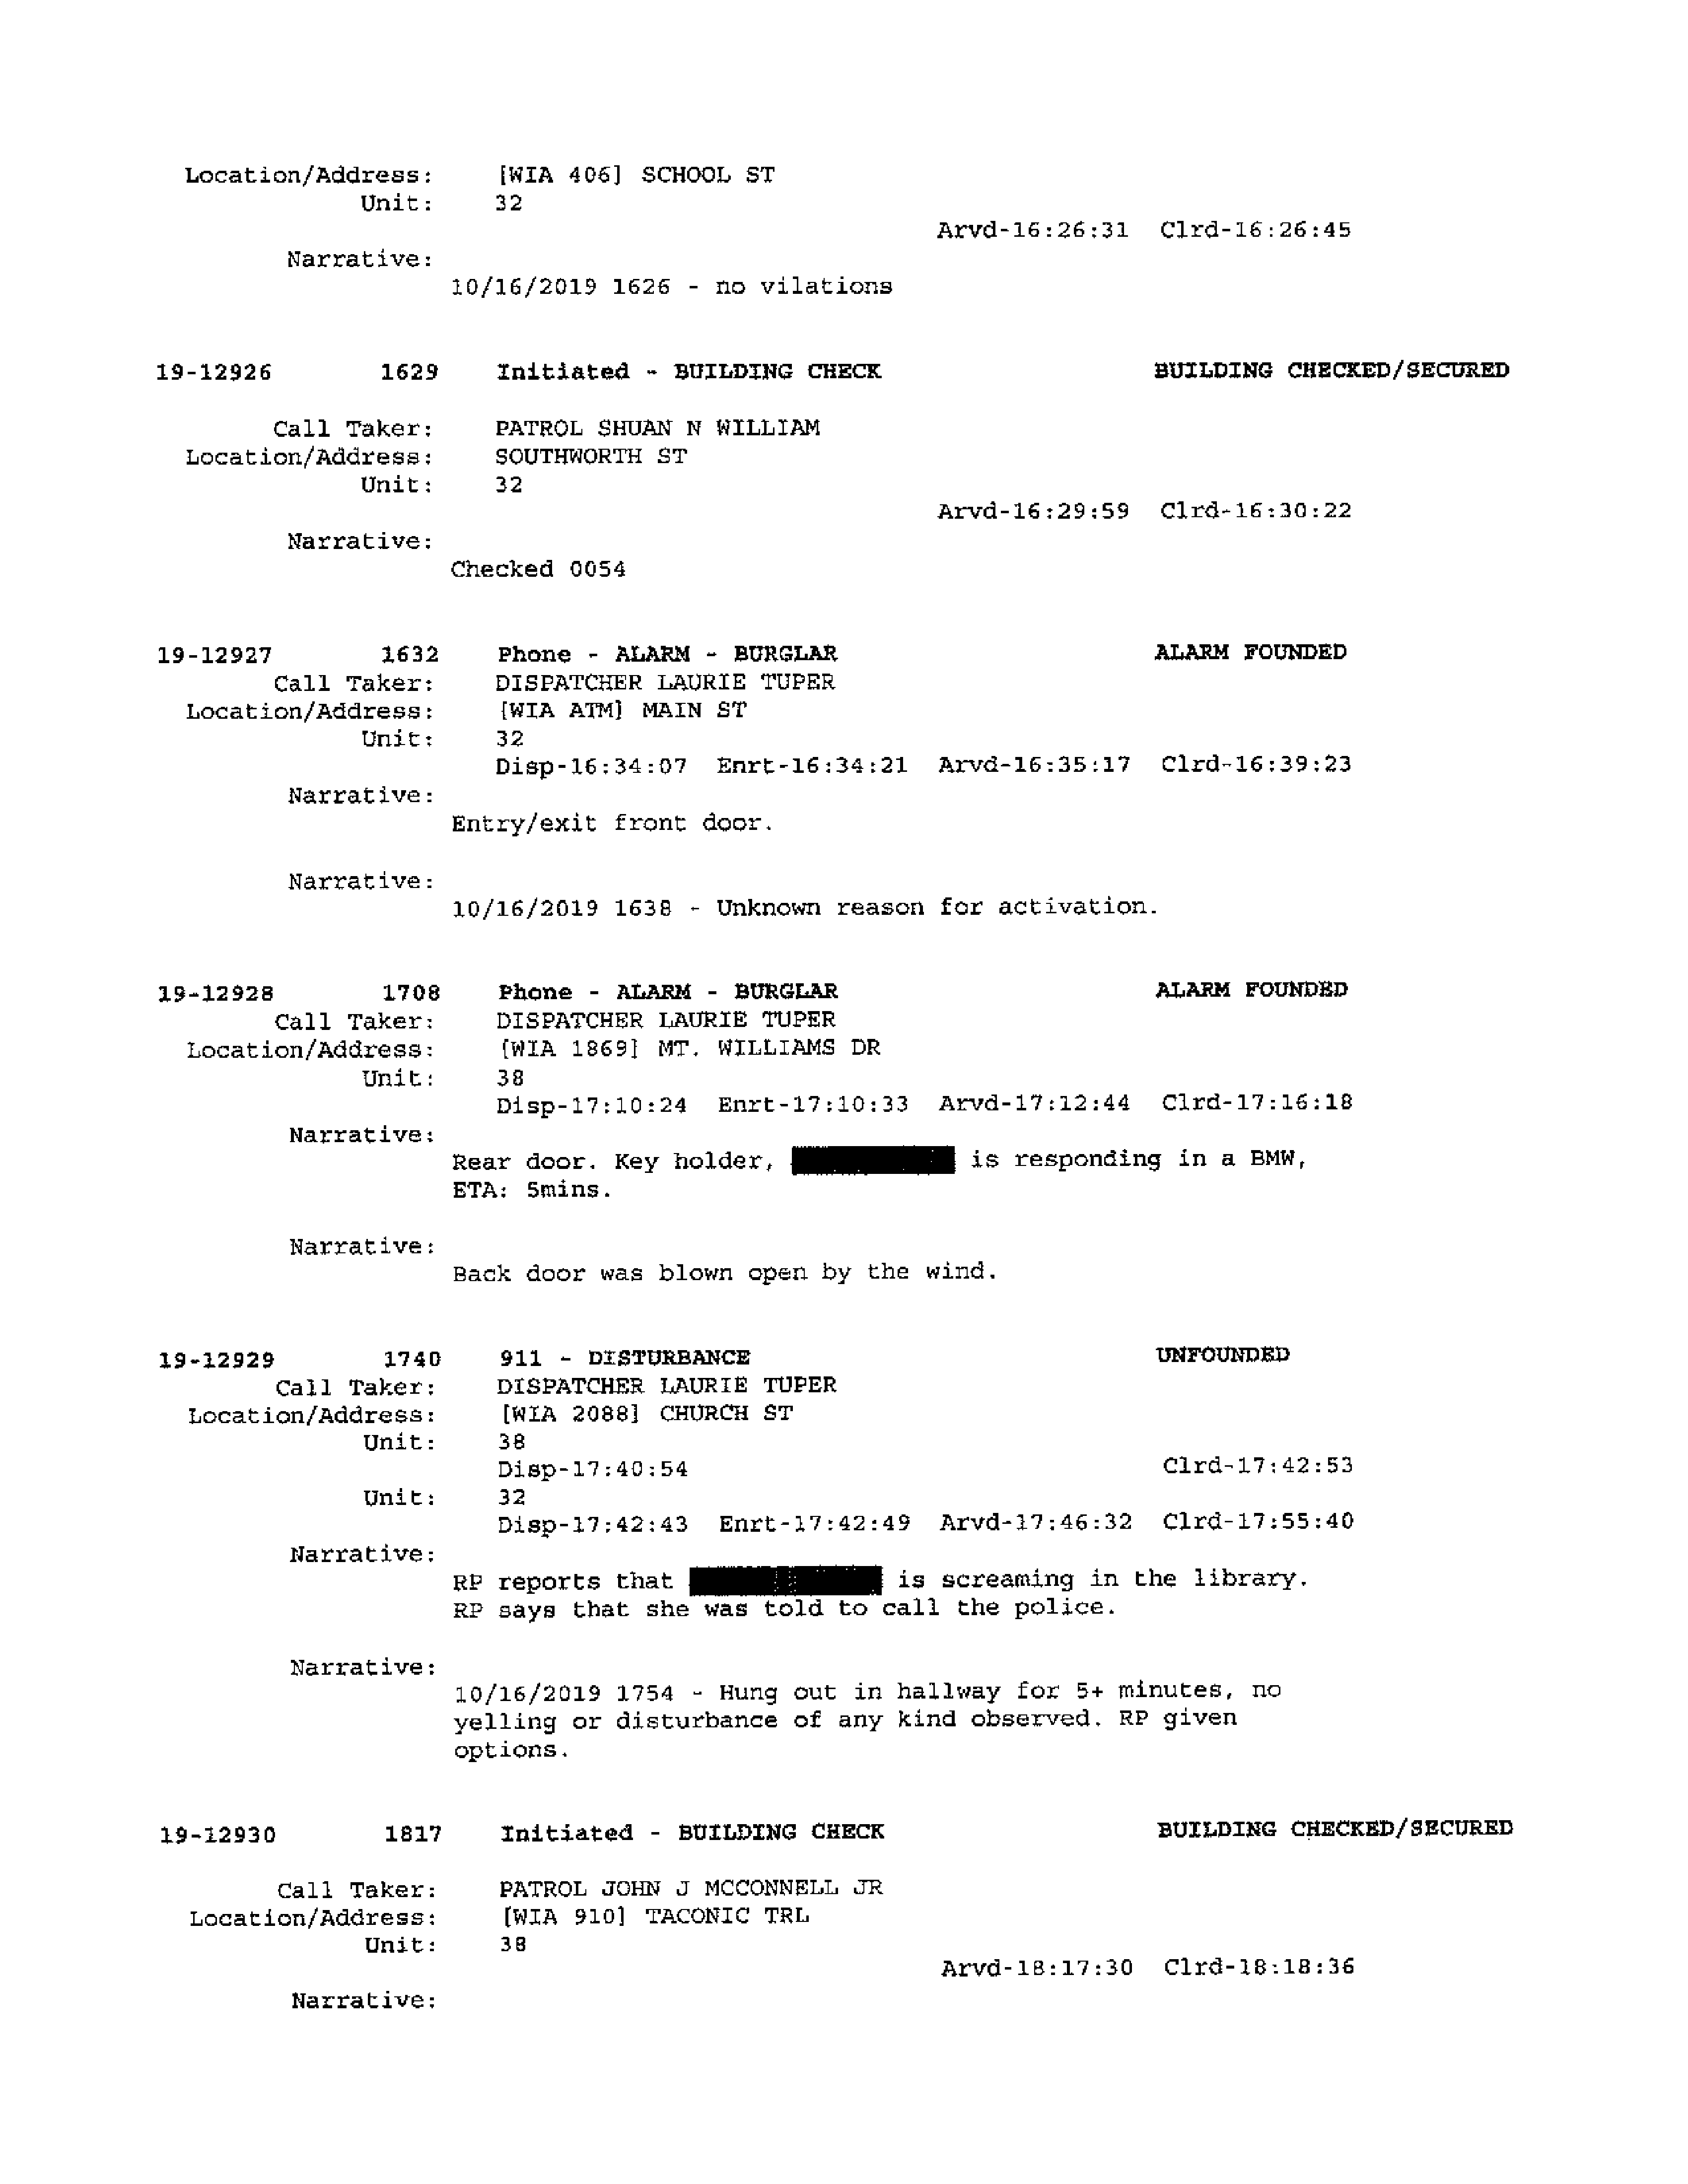 Location/Address: [WIA 406] SCHOOL ST
Unit: 32
Arvd-16:26:31 Clrd-16:26:45
Narrative:
10/16/2019 1626 - no vilations
19-12926 1629 Initiated - BUILDING CHECK BUILDING CHECKED/SECURED
Call Taker: PATROL SHUAN N WILLIAM
Location/Address: SOUTHWORTH ST
Unit: 32
Arvd-16:29:59 Clrd-16:30:22
Narrative:
Checked 0054
19-12927 1632 Phone - ALARM - BURGLAR ALARM FOUNDED
Call Taker: DISPATCHER LAURIE TUPER
Location/Address: [WIA ATM] MAIN ST
Unit: 32
Disp-16:34:07 Enrt-16:34:21 Arvd-16:35:17 Clrd-16:39:23
Narrative:
Entry/exit front door.
Narrative:
10/16/2019 1638 - Unknown reason for activation.
19-12928 1708 Phone - ALARM - BURGLAR ALARM FOUNDED
Call Taker: DISPATCHER LAURIE TUPER
Location/Address: [WIA 1869] MT. WILLIAMS DR
Unit: 38
Disp-17:10:24 Enrt-17:10:33 Arvd-17:12:44 Clrd-17:16:18
Narrative:
Rear door. Key holder, is responding in a BMW,
ETA: 5mins.
Narrative:
Back door was blown open by the wind.
19-12929 1740 911 - DISTURBANCE UNFOUNDED
Call Taker: DISPATCHER LAURIE TUPER
Location/Address: [WIA 2088] CHURCH ST
Unit: 38
Disp-17:40:54 Clrd-17:42:53
Unit: 32
Disp-17:42:43 Enrt-17:42:49 Arvd-17:46:32 Clrd-17:55:40
Narrative:
RP reports that is screaming in the library.
RP says that she was told to call the police.
Narrative:
10/16/2019 1754 - Hung out in hallway for 5+ minutes, no
yelling or disturbance of any kind observed. RP given
options.
19-12930 1817 Initiated - BUILDING CHECK BUILDING CHECKED/SECURED
Call Taker: PATROL JOHN J MCCONNELL JR
Location/Address: [WIA 910] TACONIC TRL
Unit: 38
Arvd-18:17:30 Clrd-18:18:36
Narrative: